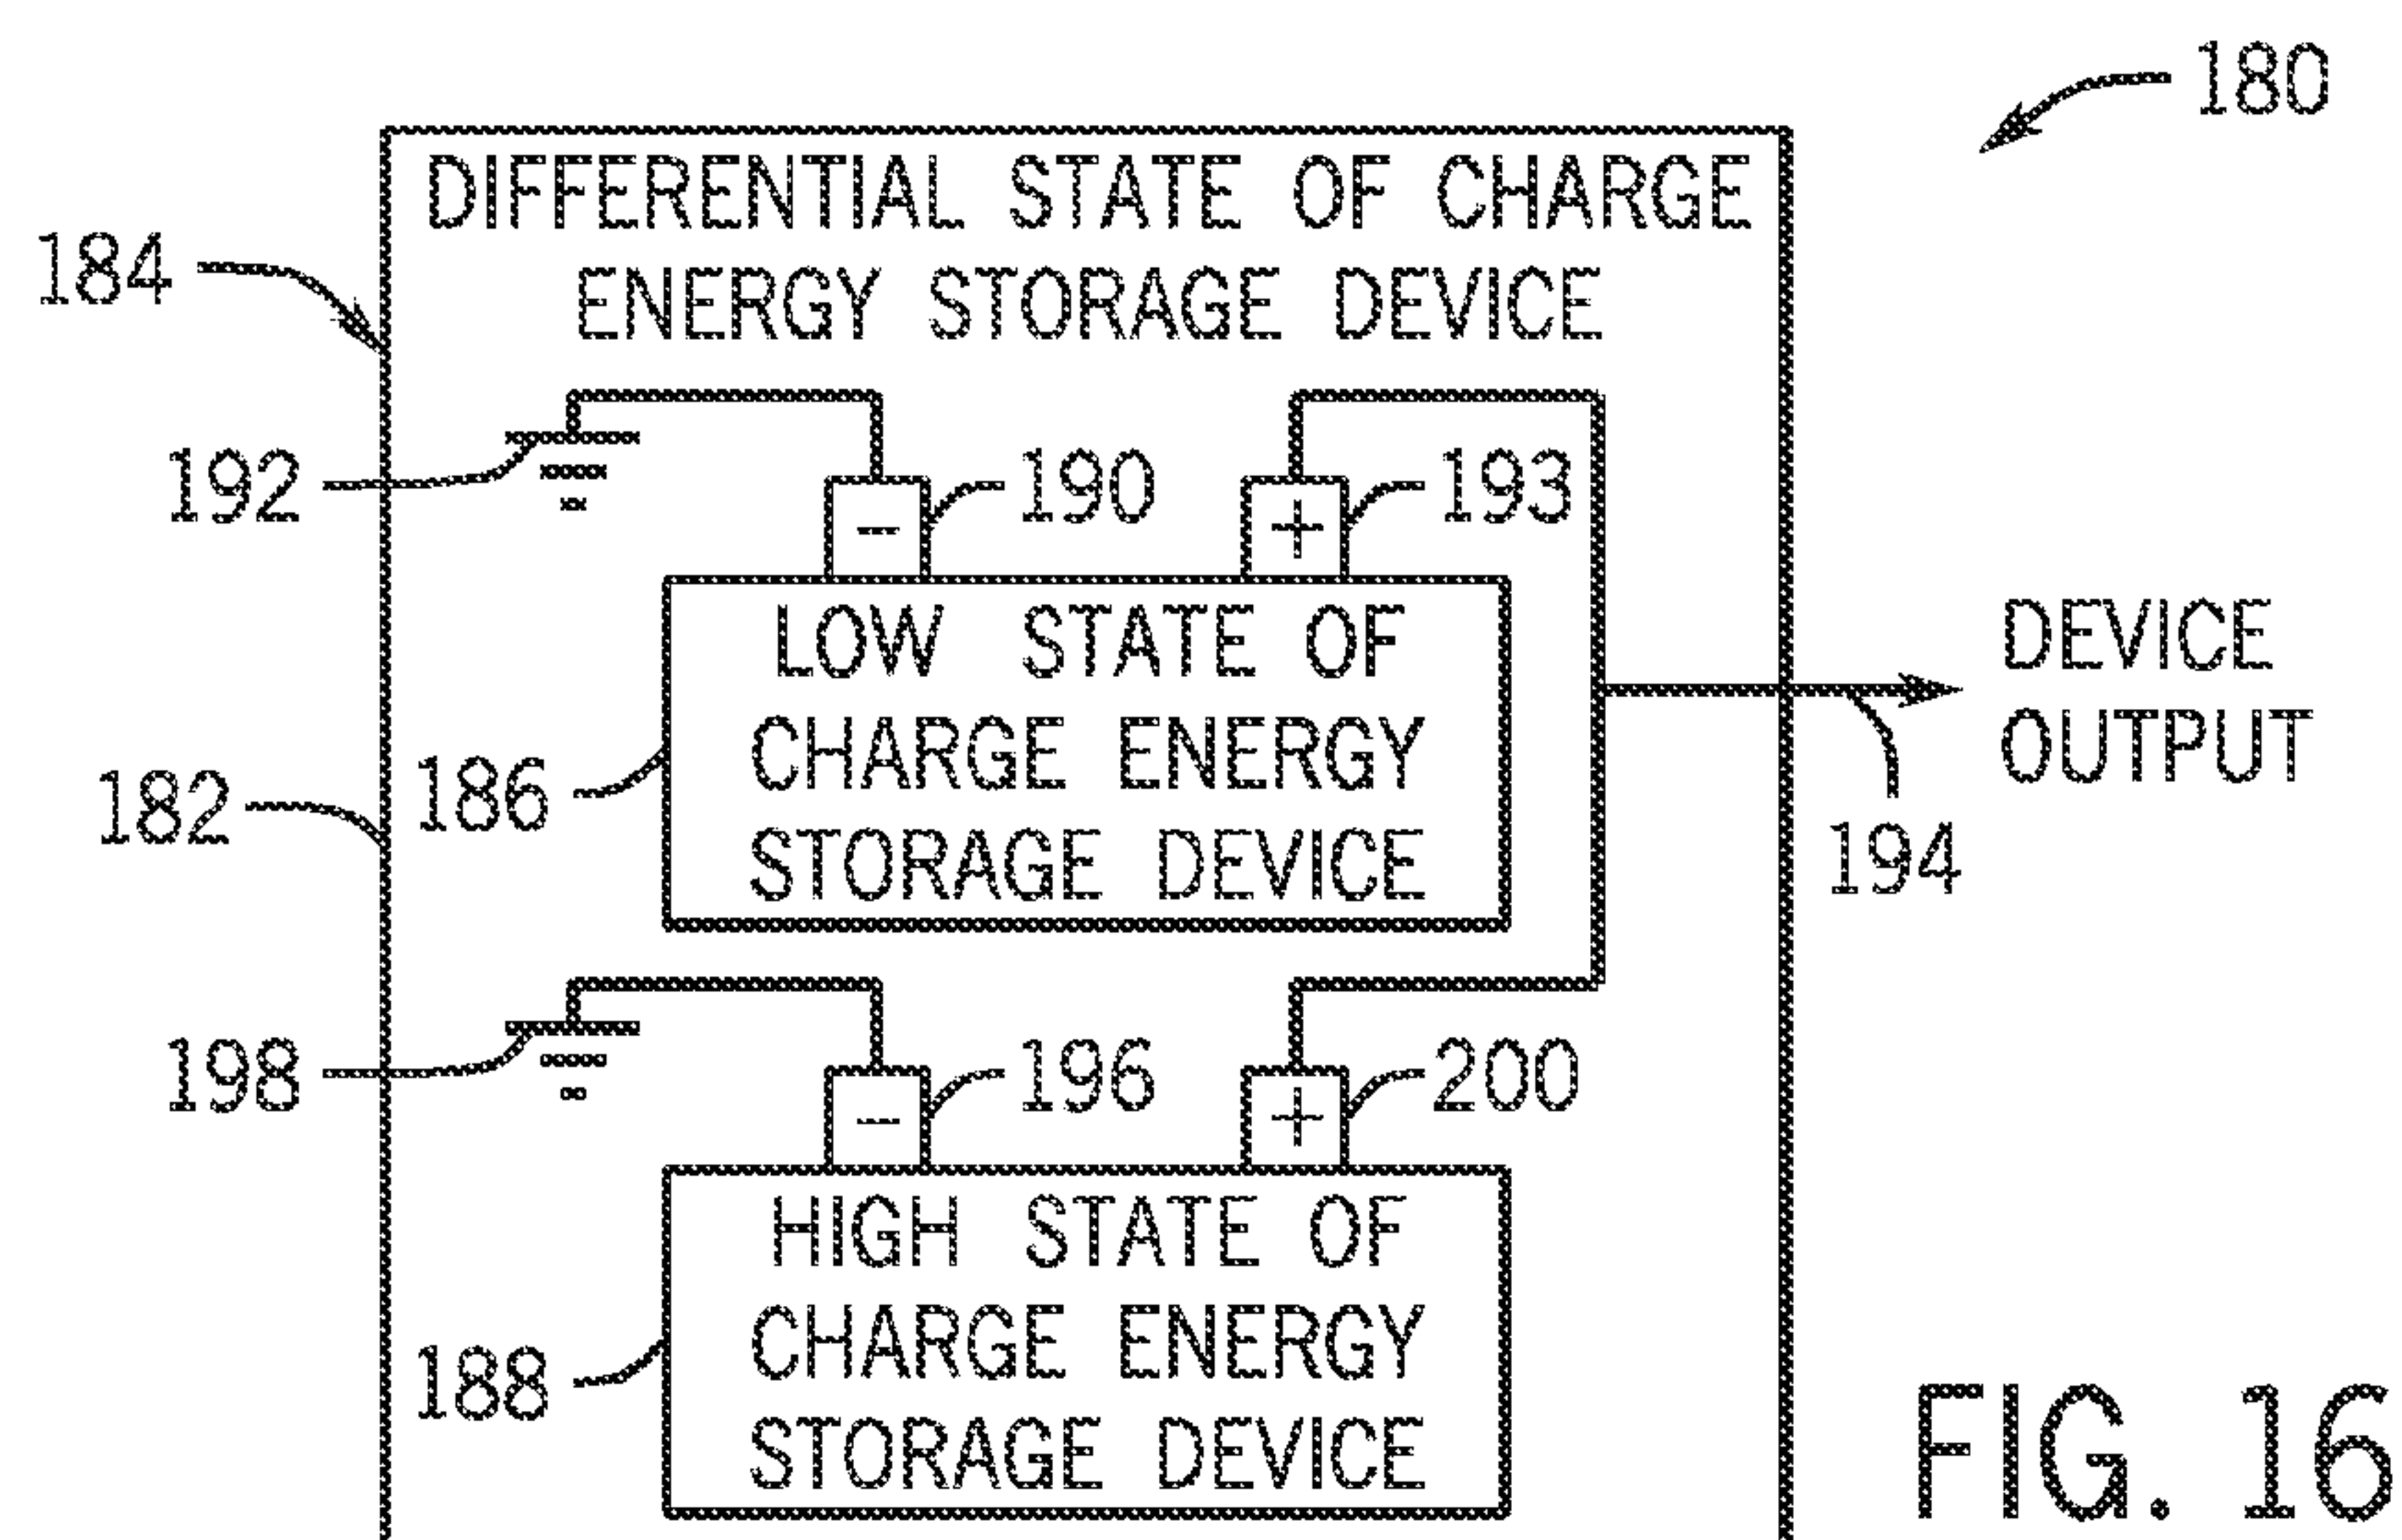 180
DIFFERENTIAL STATE OF CHARGE
ENERGY STORAGE DEVICE
184
192
-
190
+
193
LOW STATE OF
CHARGE ENERGY
STORAGE DEVICE
186
182
DEVICE
OUTPUT
194
198
-
196
+
200
HIGH STATE OF
CHARGE ENERGY
STORAGE DEVICE
188
FIG. 16